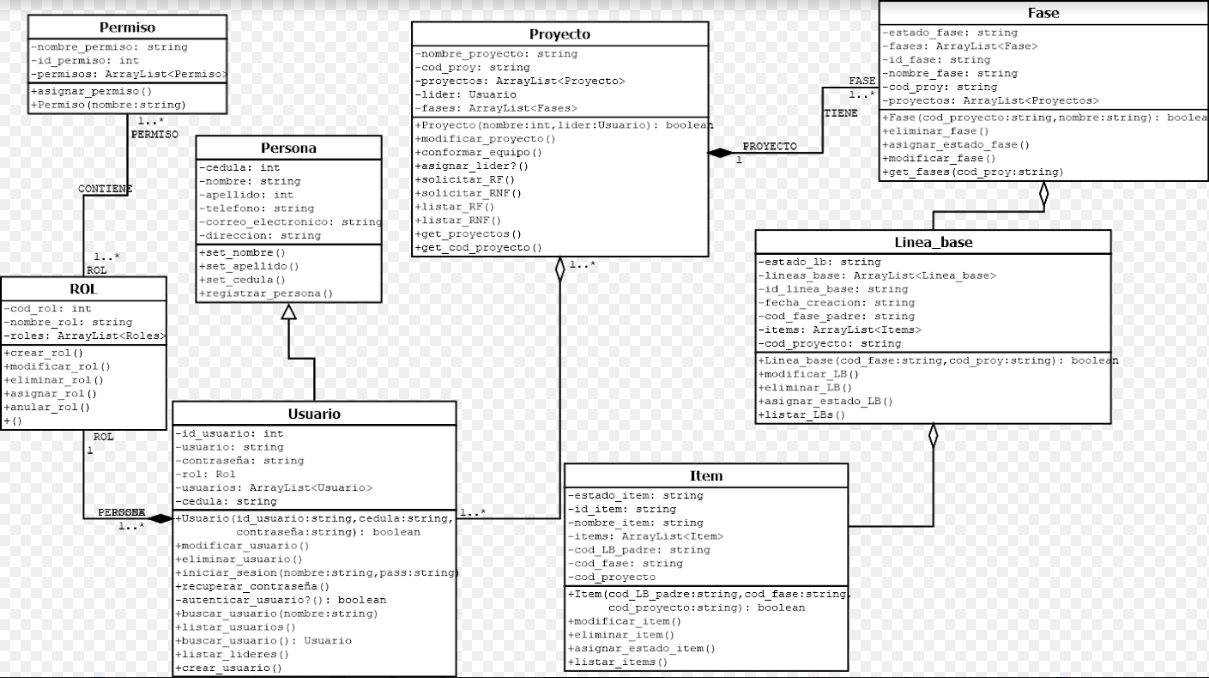 Permiso
-nombre_permiso: string
-id_permiso: int
-permisos: ArrayList<Permiso>
+asignar_permiso()
+Permiso(nombre:string)
1..*
PERMISO
CONTIENE
1..*
ROL
ROL
-cod_rol: int
-nombre_rol: string
-roles: ArrayList<Roles>
+crear_rol()
+modificar_rol()
+eliminar_rol()
+asignar_rol()
+anular_rol()
+()
ROL
1
1..*
Persona
-cedula: int
-nombre: string
-apellido: int
-telefono: string
-correo_electronico: string
-direccion: string
+set_nombre()
+set_apellido()
+set_cedula()
+registrar_persona()
Usuario
-id_usuario: int
-usuario: string
-contraseña: string
-rol: Rol
-usuarios: ArrayList<Usuario>
-cedula: string
+Usuario(id_usuario:string,cedula:string,
contraseña:string): boolean
+modificar_usuario()
+eliminar_usuario()
+iniciar_sesion(nombre:string,pass:string)
+recuperar_contraseña()
-autenticar_usuario?(): boolean
+buscar_usuario(nombre:string)
+listar_usuarios()
+buscar_usuario(): Usuario
+listar_lideres()
+crear_usuario()
1..*
Proyecto
-nombre_proyecto: string
-cod_proy: string
-proyectos: ArrayList<Proyecto>
-lider: Usuario
-fases: ArrayList<Fases>
+Proyecto(nombre:int,lider:Usuario): boolean
+modificar_proyecto()
+conformar_equipo()
+asignar_lider?()
+solicitar_RF()
+solicitar_RNF()
+listar_RF()
+listar_RNF()
+get_proyectos()
+get_cod_proyecto()
1..*
PROYECTO
1
TIENE
FASE
1..*
Fase
-estado_fase: string
-fases: ArrayList<Fase>
-id_fase: string
-nombre_fase: string
-cod_proy: string
-proyectos: ArrayList<Proyectos>
+Fase(cod_proyecto:string,nombre:string): boolea
+eliminar_fase()
+asignar_estado_fase()
+modificar_fase()
+get_fases(cod_proy:string)
Linea_base
-estado_lb: string
-lineas_base: ArrayList<Linea_base>
-id_linea_base: string
-fecha_creacion: string
-cod_fase_padre: string
-items: ArrayList<Items>
-cod_proyecto: string
+Linea_base(cod_fase:string,cod_proy:string): boolean
+modificar_LB()
+eliminar_LB()
+asignar_estado_LB()
+listar_LBs()
Item
-estado_item: string
-id_item: string
-nombre_item: string
-items: ArrayList<Item>
-cod_LB_padre: string
-cod_fase: string
-cod_proyecto
+Item(cod_LB_padre:string,cod_fase:string,
cod_proyecto:string): boolean
+modificar_item()
+eliminar_item()
+asignar_estado_item()
+listar_items()